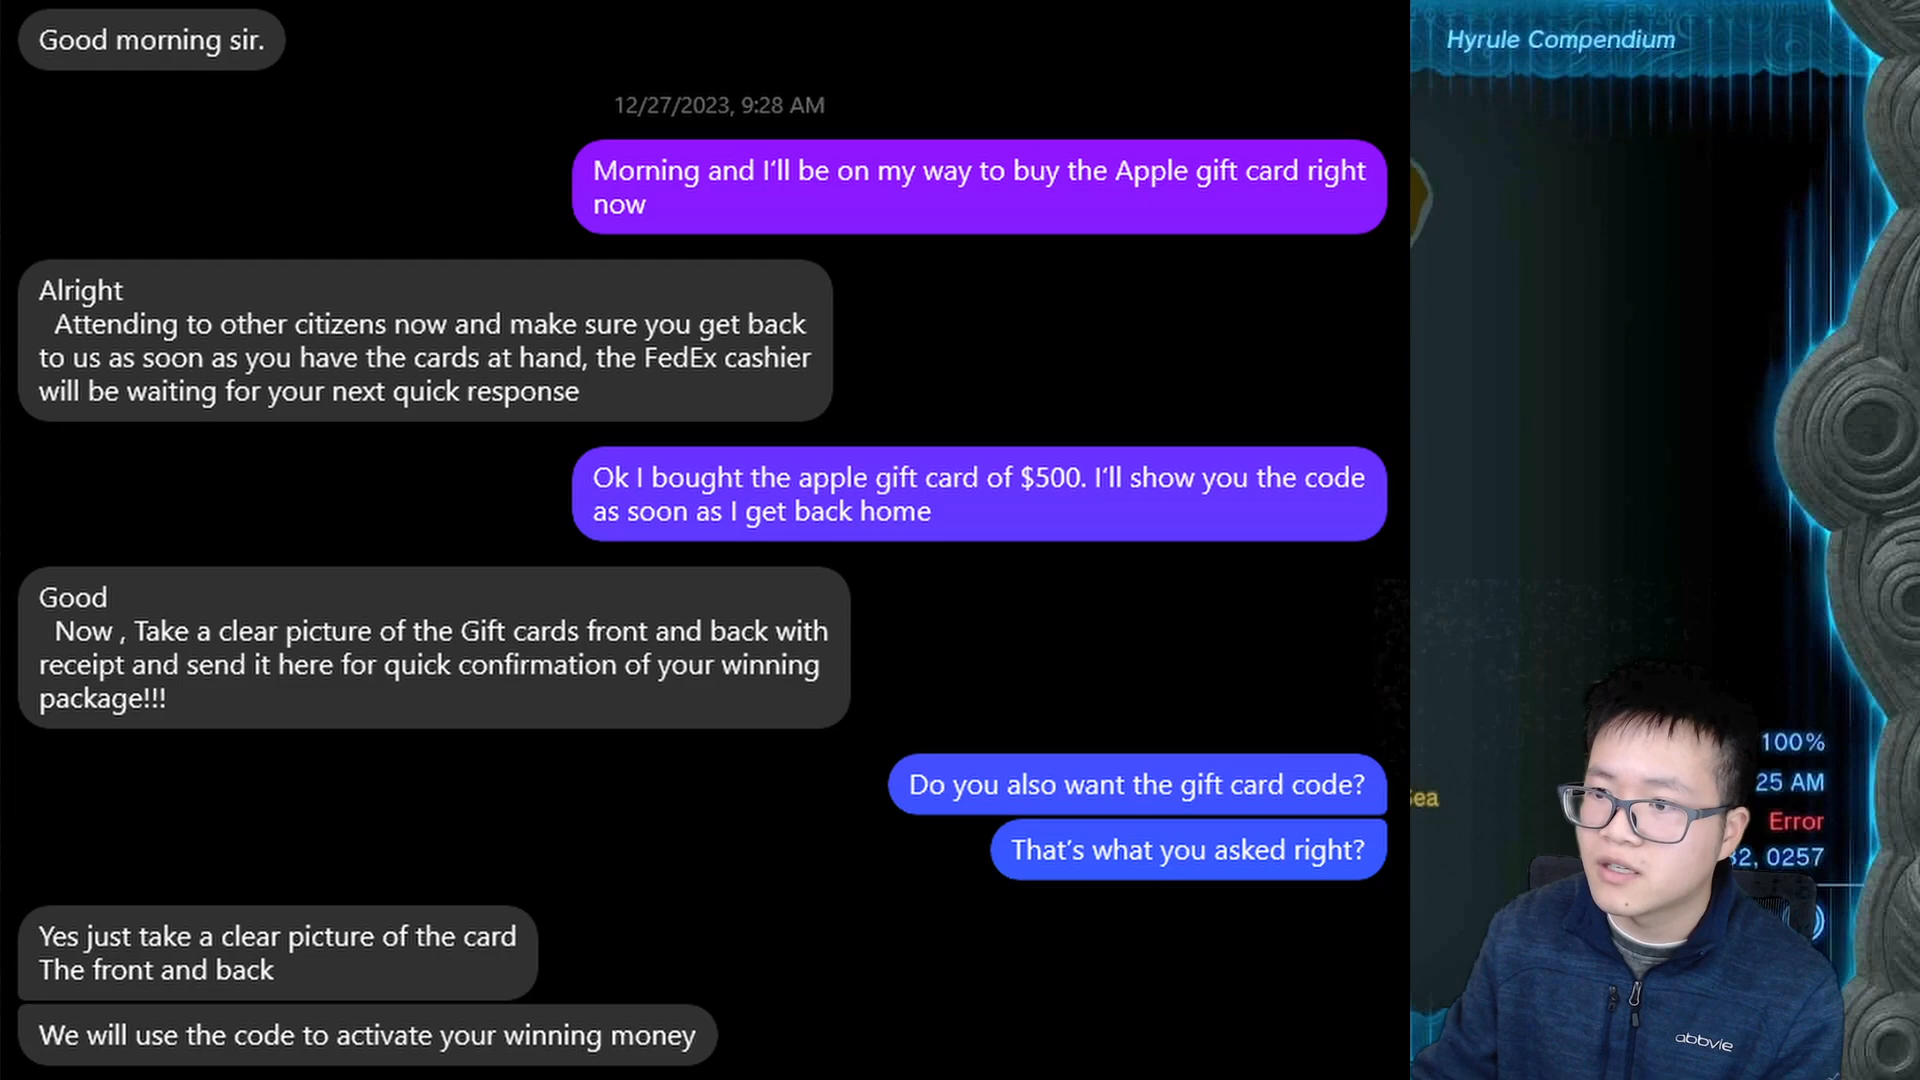 Good morning sir.
12/27/2023, 9:28 AM
Morning and I'll be on my way to buy the Apple gift card right
now
Alright
Attending to other citizens now and make sure you get back
to us as soon as you have the cards at hand, the FedEx cashier
will be waiting for your next quick response
Ok I bought the apple gift card of $500. I'll show you the code
as soon as I get back home
Good
Now , Take a clear picture of the Gift cards front and back with
receipt and send it here for quick confirmation of your winning
package!!!
Do you also want the gift card code?
That's what you asked right?
Yes just take a clear picture of the card
The front and back
We will use the code to activate your winning money
Hyrule Compendium
100%
25 AM
Error
, 0257
abbvie